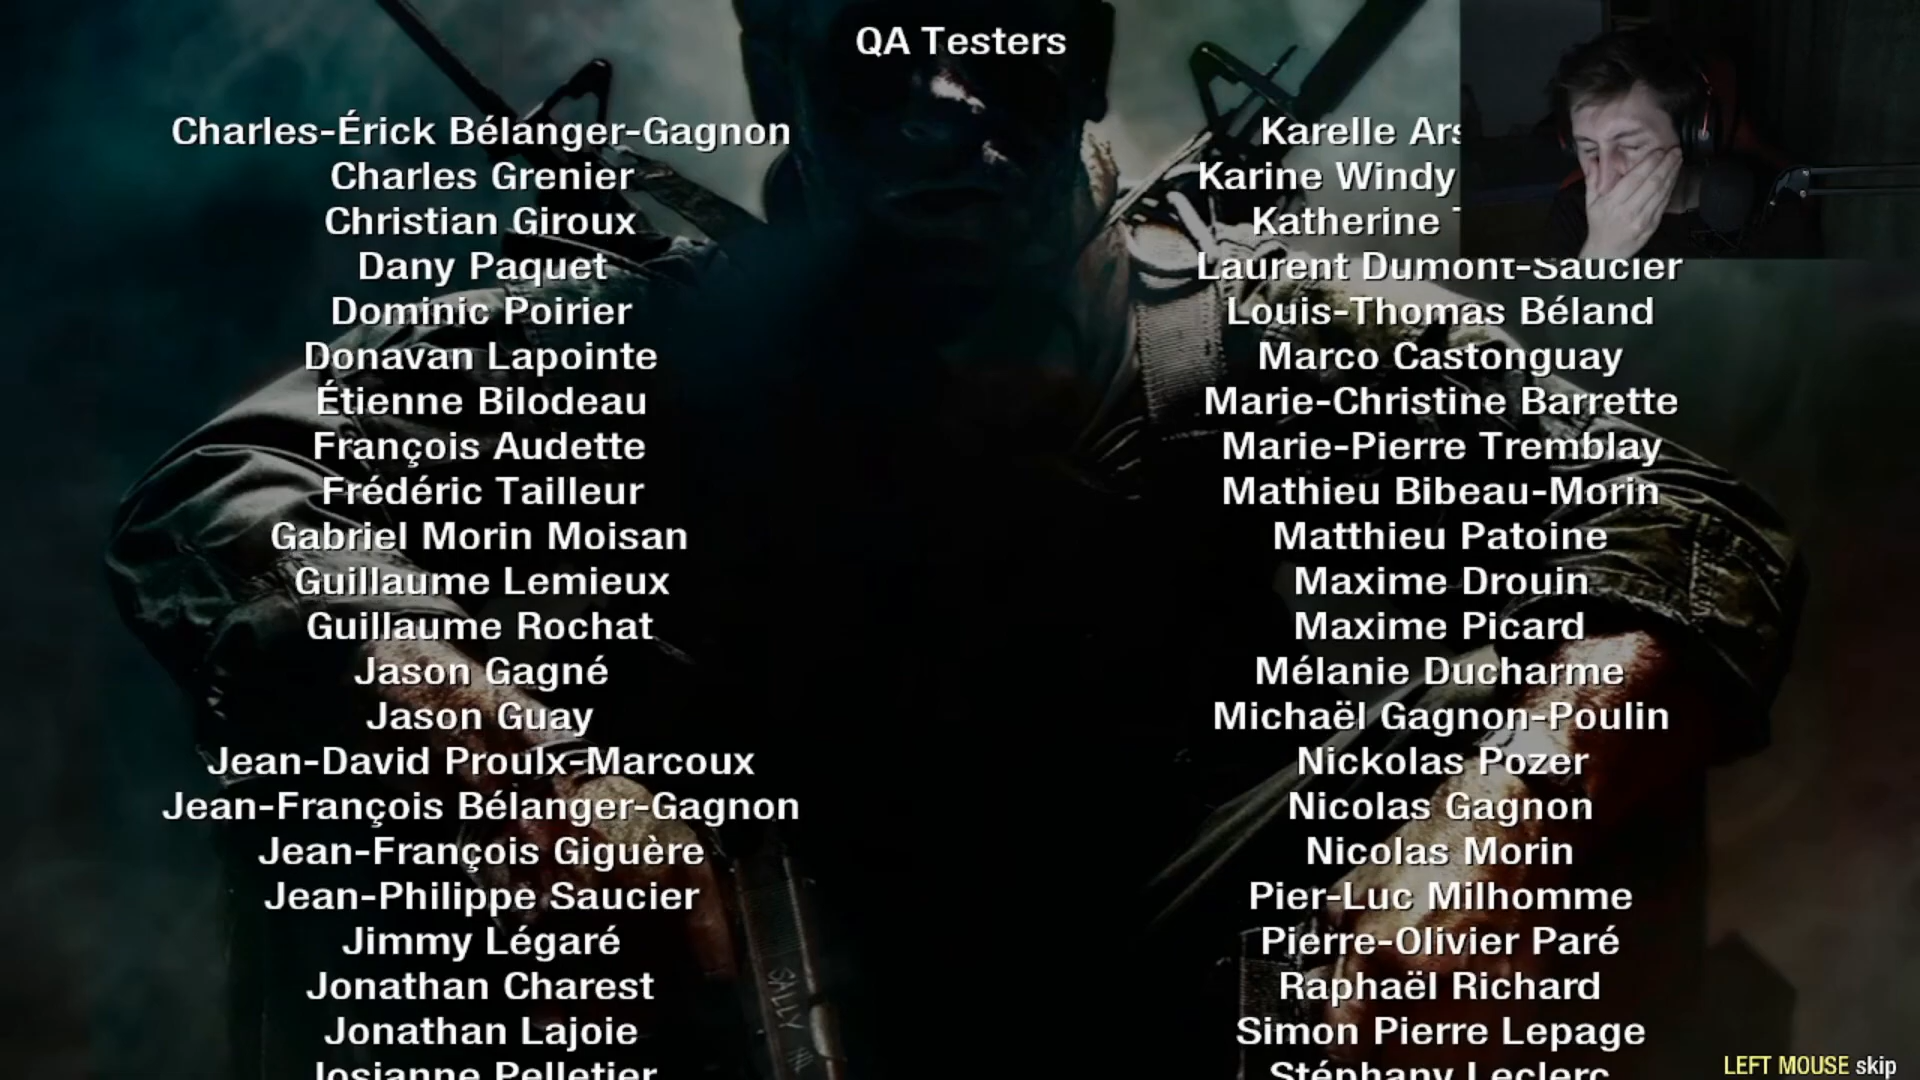 QA Testers
Charles-Érick Bélanger-Gagnon
Charles Grenier
Christian Giroux
Dany Paquet
Dominic Poirier
Donavan Lapointe
Étienne Bilodeau
François Audette
Frédéric Tailleur
Gabriel Morin Moisan
Guillaume Lemieux
Guillaume Rochat
Jason Gagné
Jason Guay
Jean-David Proulx-Marcoux
Jean-François Bélanger-Gagnon
Jean-François Giguère
Jean-Philippe Saucier
Jimmy Légaré
Jonathan Charest
Jonathan Lajoie
Josianne Pelletier
Karelle
Karine Windy
Katherine
Laurent Dumont-Saucier
Louis-Thomas Béland
Marco Castonguay
Marie-Christine Barrette
Marie-Pierre Tremblay
Mathieu Bibeau-Morin
Matthieu Patoine
Maxime Drouin
Maxime Picard
Mélanie Ducharme
Michaël Gagnon-Poulin
Nickolas Pozer
Nicolas Gagnon
Nicolas Morin
Pier-Luc Milhomme
Pierre-Olivier Paré
Raphaël Richard
Simon Pierre Lepage
Stéphany Leclerc
SALLY
LEFT MOUSE skip